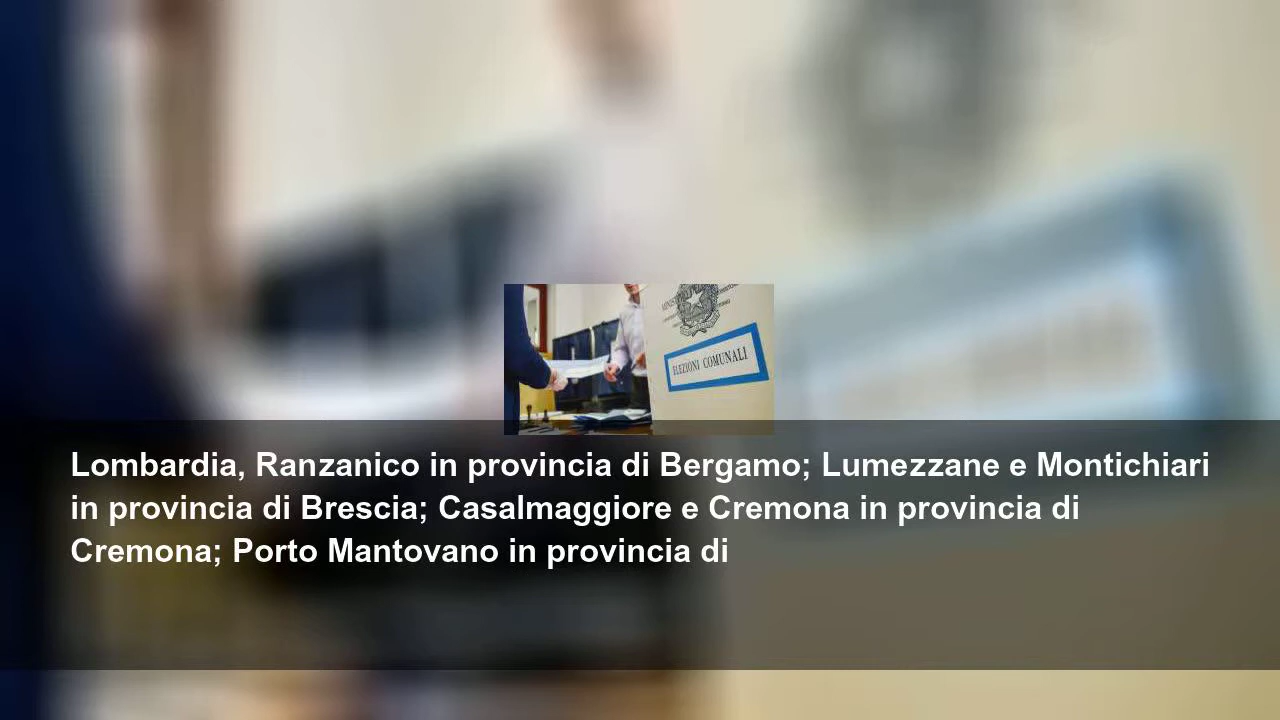 ELEZIONI COMUNALI
Lombardia, Ranzanico in provincia di Bergamo; Lumezzane e Montichiari
in provincia di Brescia; Casalmaggiore e Cremona in provincia di
Cremona; Porto Mantovano in provincia di